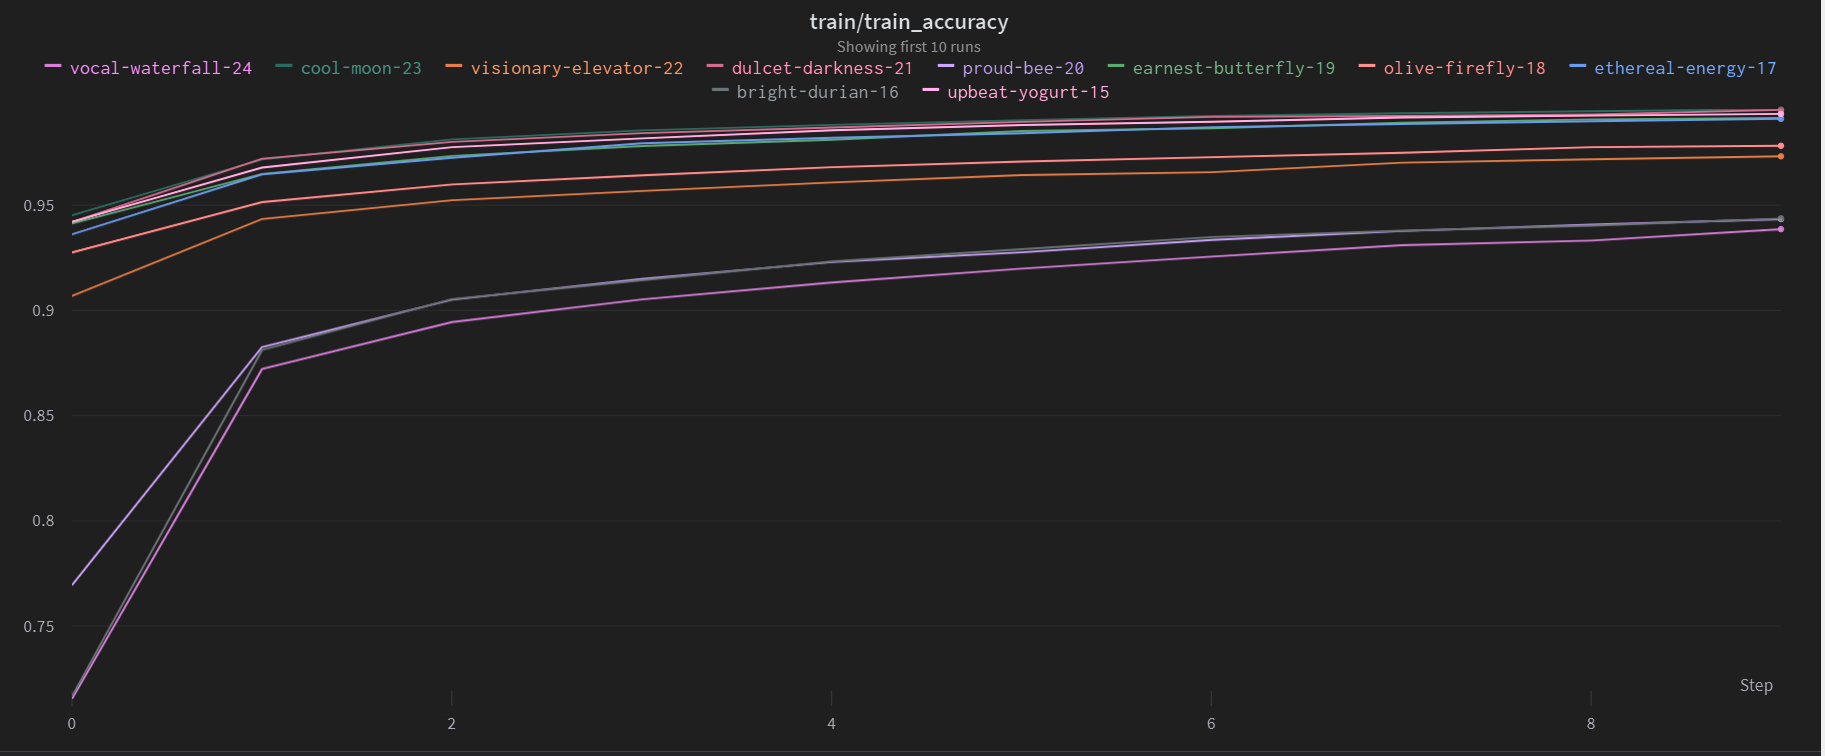 train/train_accuracy
Showing first 10 runs
vocal-waterfall-24 cool-moon-23 visionary-elevator-22 dulcet-darkness-21 proud-bee-20 earnest-butterfly-19 olive-firefly-18 ethereal-energy-17
bright-durian-16 upbeat-yogurt-15
0.95
0.9
0.85
0.8
0.75
Step
0 2 4 6 8